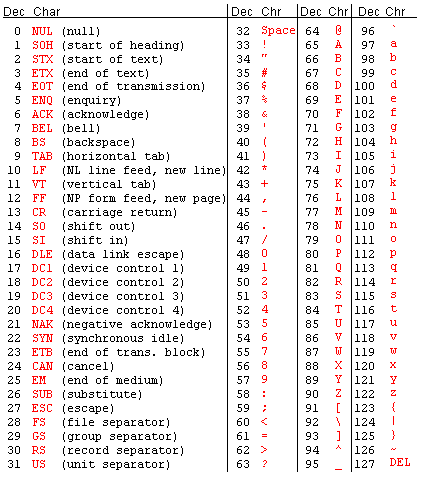 Dec Char Dec Chr Dec Chr Dec Chr
0 NUL (null) 32 Space 64 @ 96 `
1 SOH (start of heading) 33 ! 65 A 97 a
2 STX (start of text) 34 " 66 B 98 b
3 ETX (end of text) 35 # 67 C 99 c
4 EOT (end of transmission) 36 $ 68 D 100 d
5 ENQ (enquiry) 37 % 69 E 101 e
6 ACK (acknowledge) 38 & 70 F 102 f
7 BEL (bell) 39 ' 71 G 103 g
8 BS (backspace) 40 ( 72 H 104 h
9 TAB (horizontal tab) 41 ) 73 I 105 i
10 LF (NL line feed, new line) 42 * 74 J 106 j
11 VT (vertical tab) 43 + 75 K 107 k
12 FF (NP form feed, new page) 44 , 76 L 108 l
13 CR (carriage return) 45 - 77 M 109 m
14 SO (shift out) 46 . 78 N 110 n
15 SI (shift in) 47 / 79 O 111 o
16 DLE (data link escape) 48 0 80 P 112 p
17 DC1 (device control 1) 49 1 81 Q 113 q
18 DC2 (device control 2) 50 2 82 R 114 r
19 DC3 (device control 3) 51 3 83 S 115 s
20 DC4 (device control 4) 52 4 84 T 116 t
21 NAK (negative acknowledge) 53 5 85 U 117 u
22 SYN (synchronous idle) 54 6 86 V 118 v
23 ETB (end of trans. block) 55 7 87 W 119 w
24 CAN (cancel) 56 8 88 X 120 x
25 EM (end of medium) 57 9 89 Y 121 y
26 SUB (substitute) 58 : 90 Z 122 z
27 ESC (escape) 59 ; 91 [ 123 {
28 FS (file separator) 60 < 92 \ 124 |
29 GS (group separator) 61 = 93 ] 125 }
30 RS (record separator) 62 > 94 ^ 126 ~
31 US (unit separator) 63 ? 95 _ 127 DEL